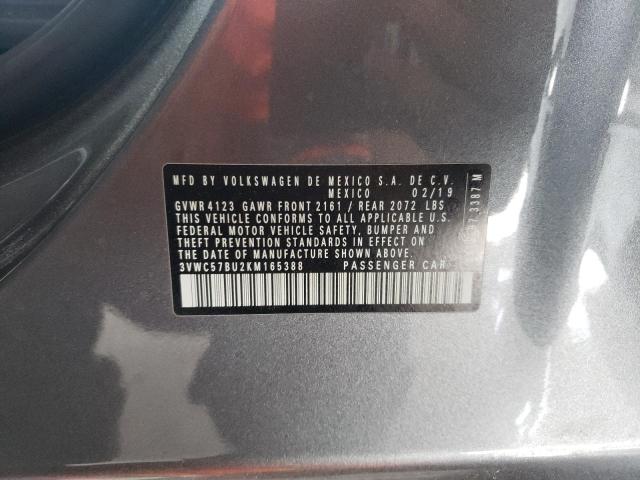 MFD BY VOLKSWAGEN DE MEXICO S.A. DE C.V.
MEXICO 02/19
GVWR 4123 GAWR FRONT 2161 / REAR 2072 LBS
THIS VEHICLE CONFORMS TO ALL APPLICABLE U.S.
FEDERAL MOTOR VEHICLE SAFETY, BUMPER AND
THEFT PREVENTION STANDARDS IN EFFECT ON
THE DATE OF MANUFACTURE SHOWN ABOVE.
3VWC57BU2KM165388 PASSENGER CAR
97 3387 M